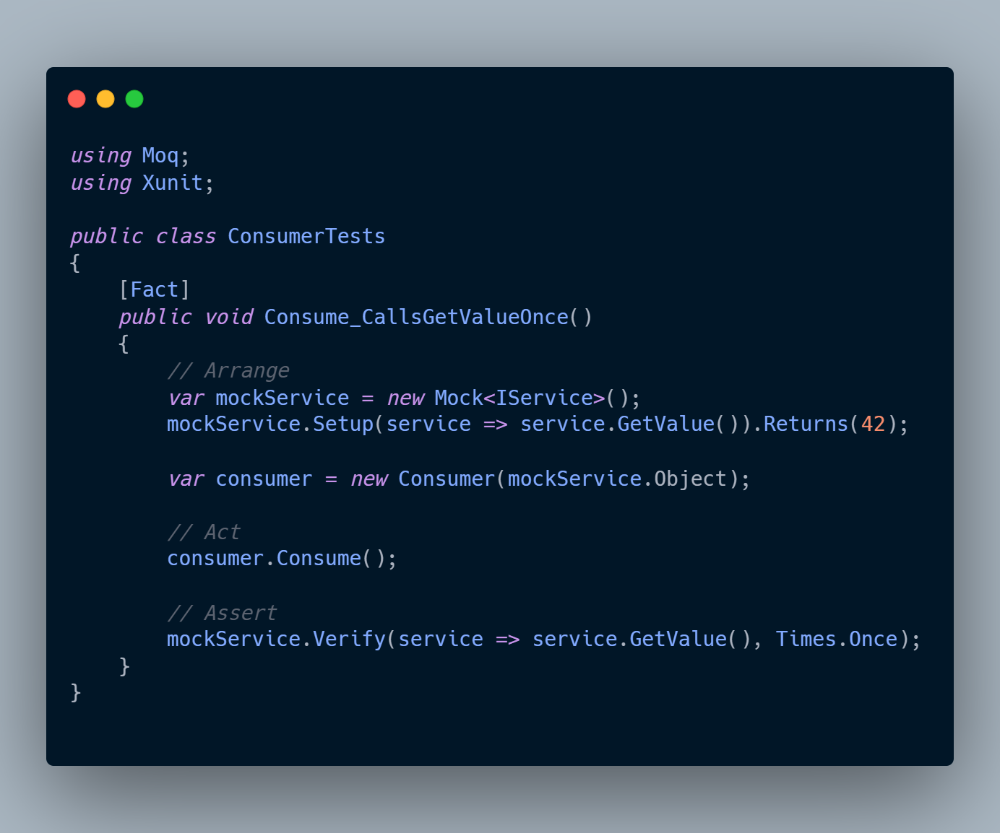 using Moq;
using Xunit;

public class ConsumerTests
{
    [Fact]
    public void Consume_CallsGetValueOnce()
    {
        // Arrange
        var mockService = new Mock<IService>();
        mockService.Setup(service => service.GetValue()).Returns(42);

        var consumer = new Consumer(mockService.Object);

        // Act
        consumer.Consume();

        // Assert
        mockService.Verify(service => service.GetValue(), Times.Once);
    }
}